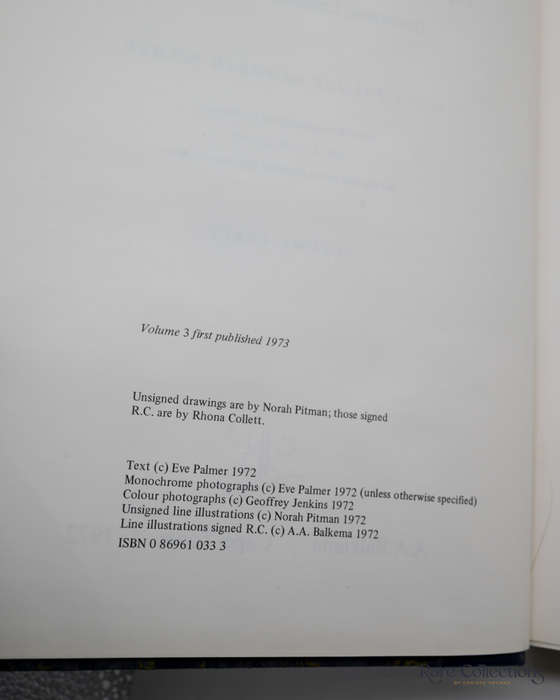 Volume 3 first published 1973
Unsigned drawings are by Norah Pitman; those signed
R.C. are by Rhona Collett.
Text (c) Eve Palmer 1972
Monochrome photographs (c) Eve Palmer 1972 (unless otherwise specified)
Colour photographs (c) Geoffrey Jenkins 1972
Unsigned line illustrations (c) Norah Pitman 1972
Line illustrations signed R.C. (c) A.A. Balkema 1972
ISBN 0 86961 033 3
Rare Collections